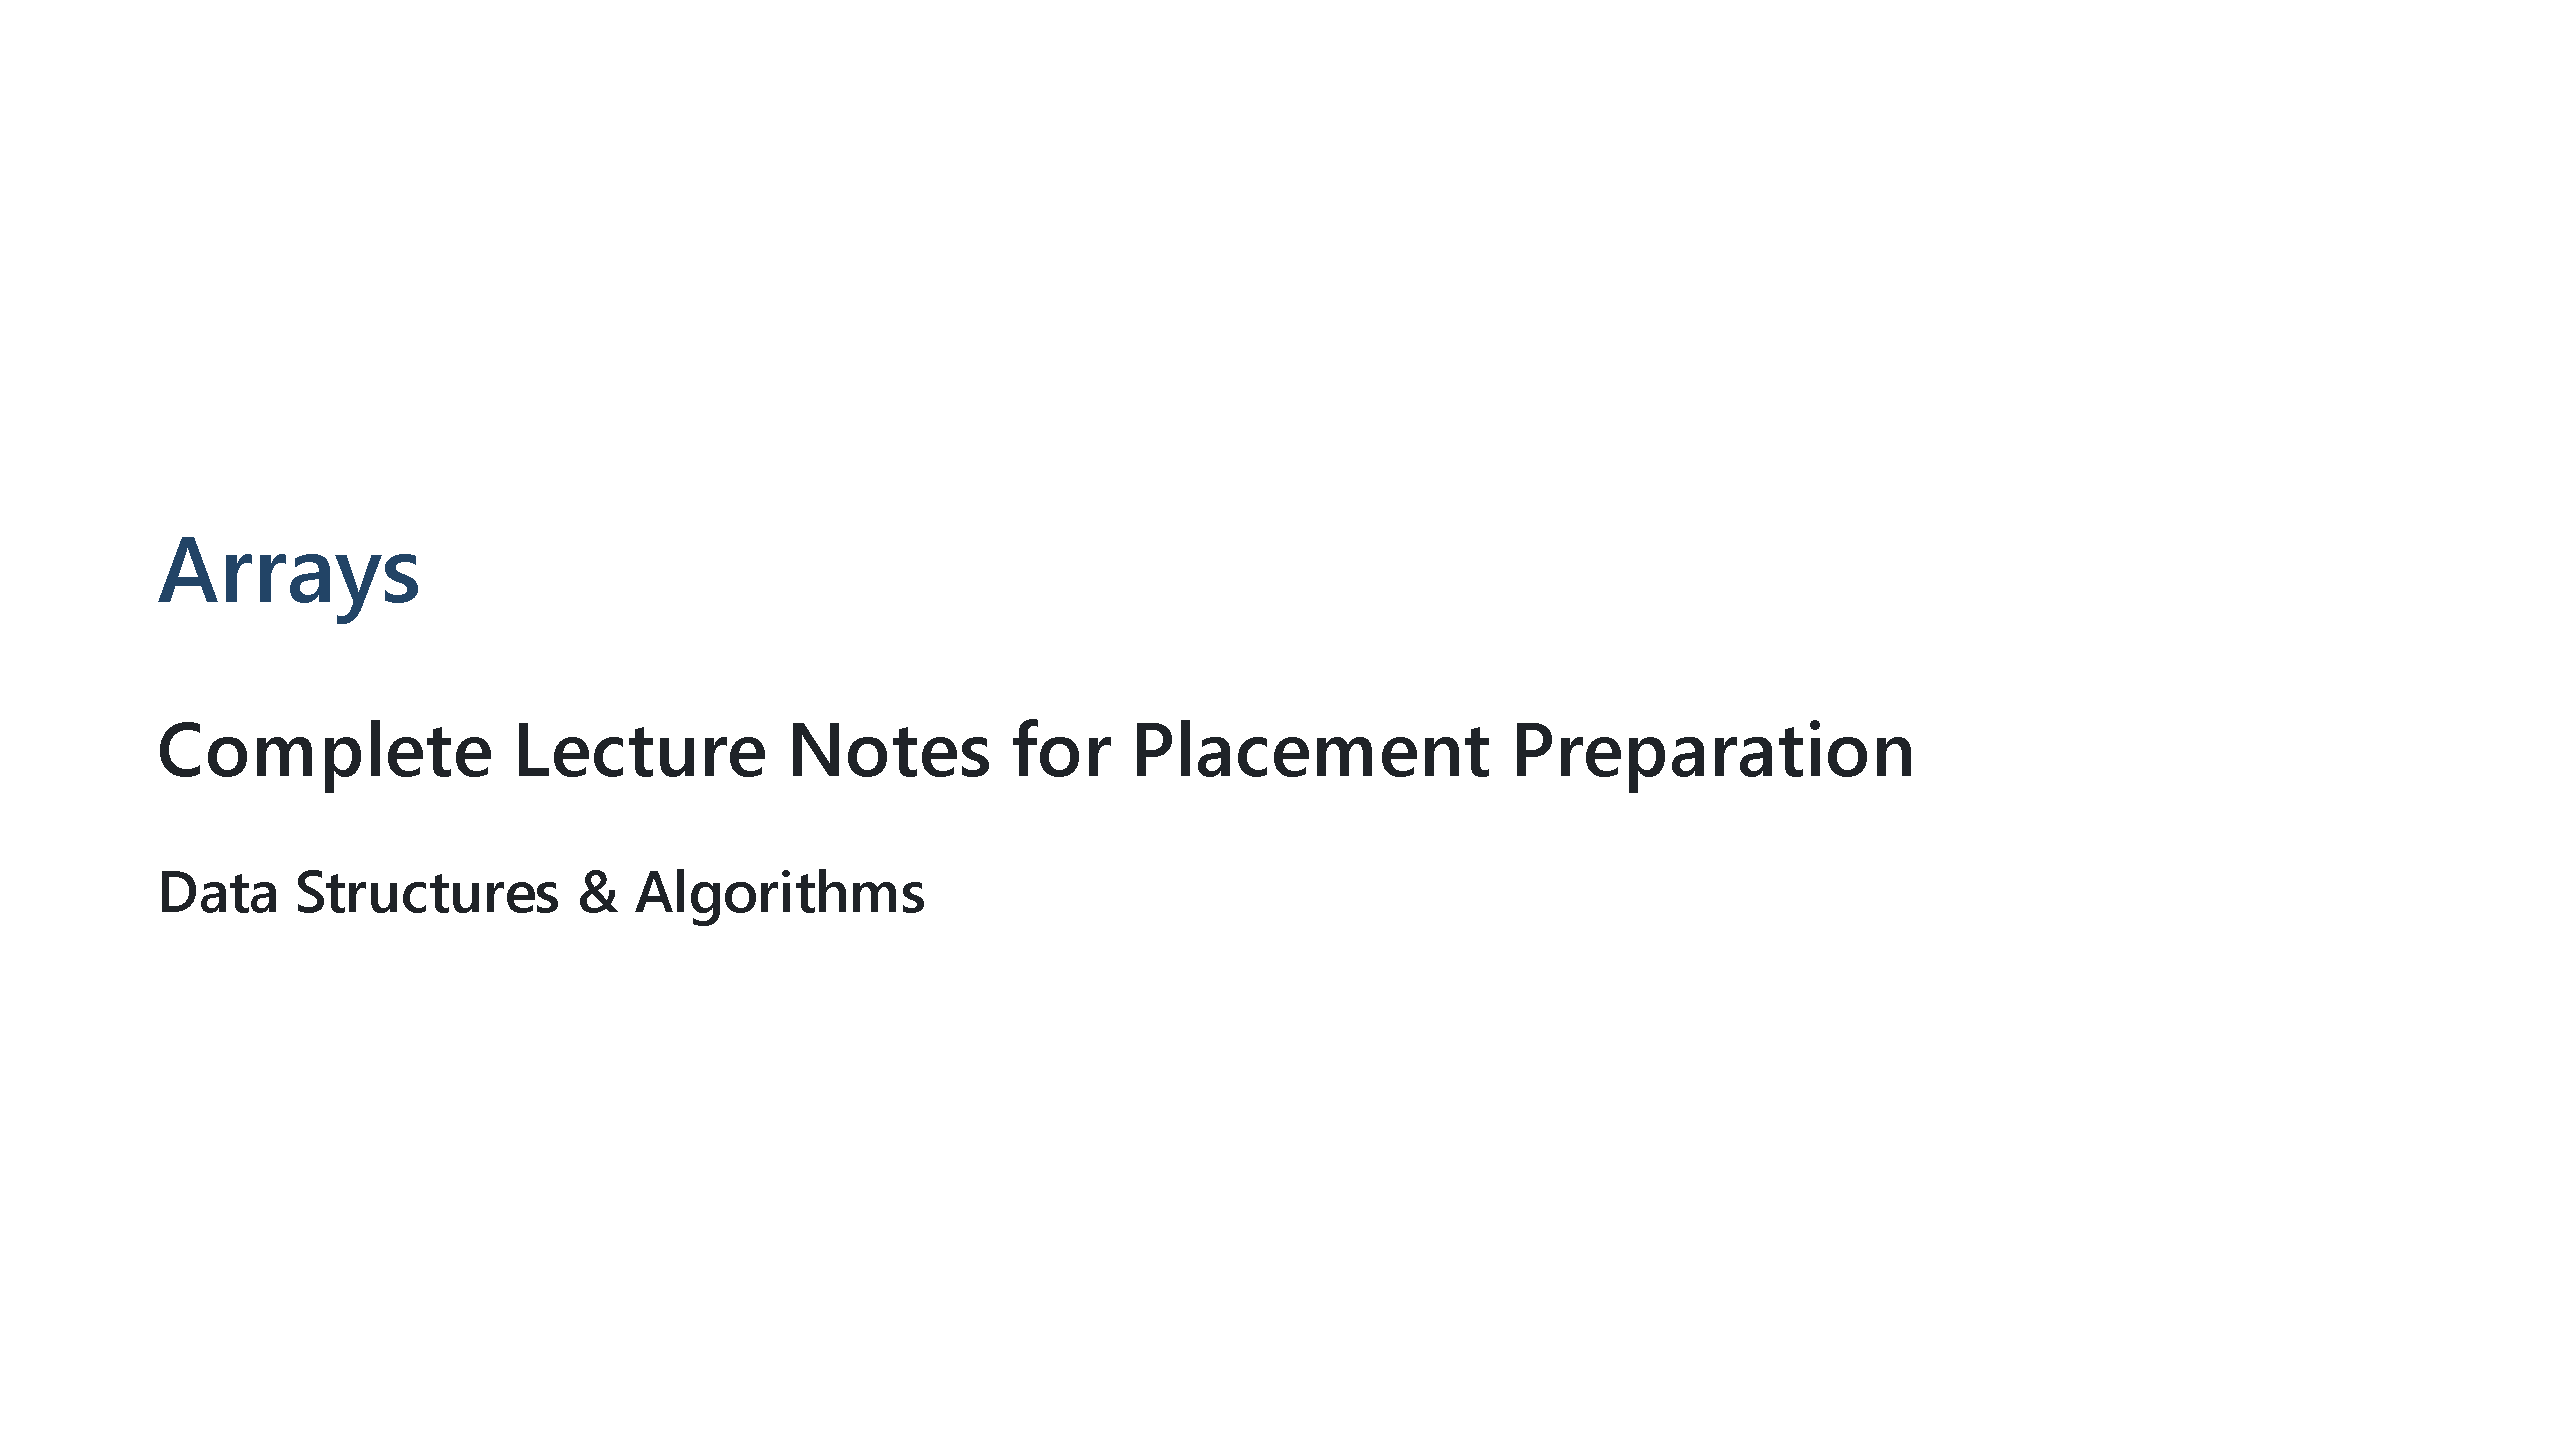 Arrays
Complete Lecture Notes for Placement Preparation
Data Structures & Algorithms